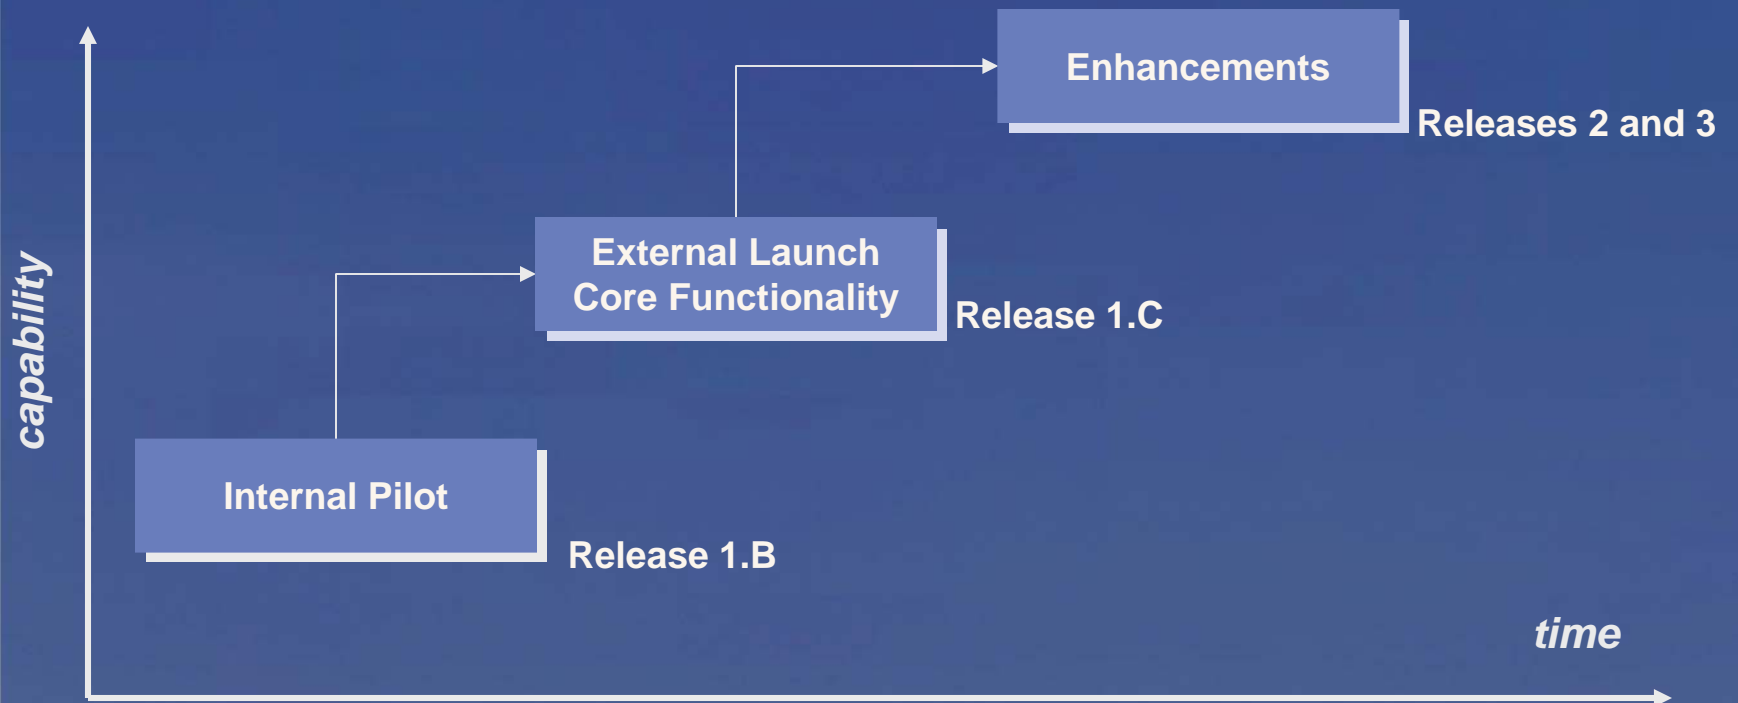 Enhancements
Releases 2 and 3
External Launch
Core Functionality
Release 1.C
capability
Internal Pilot
Release 1.B
time